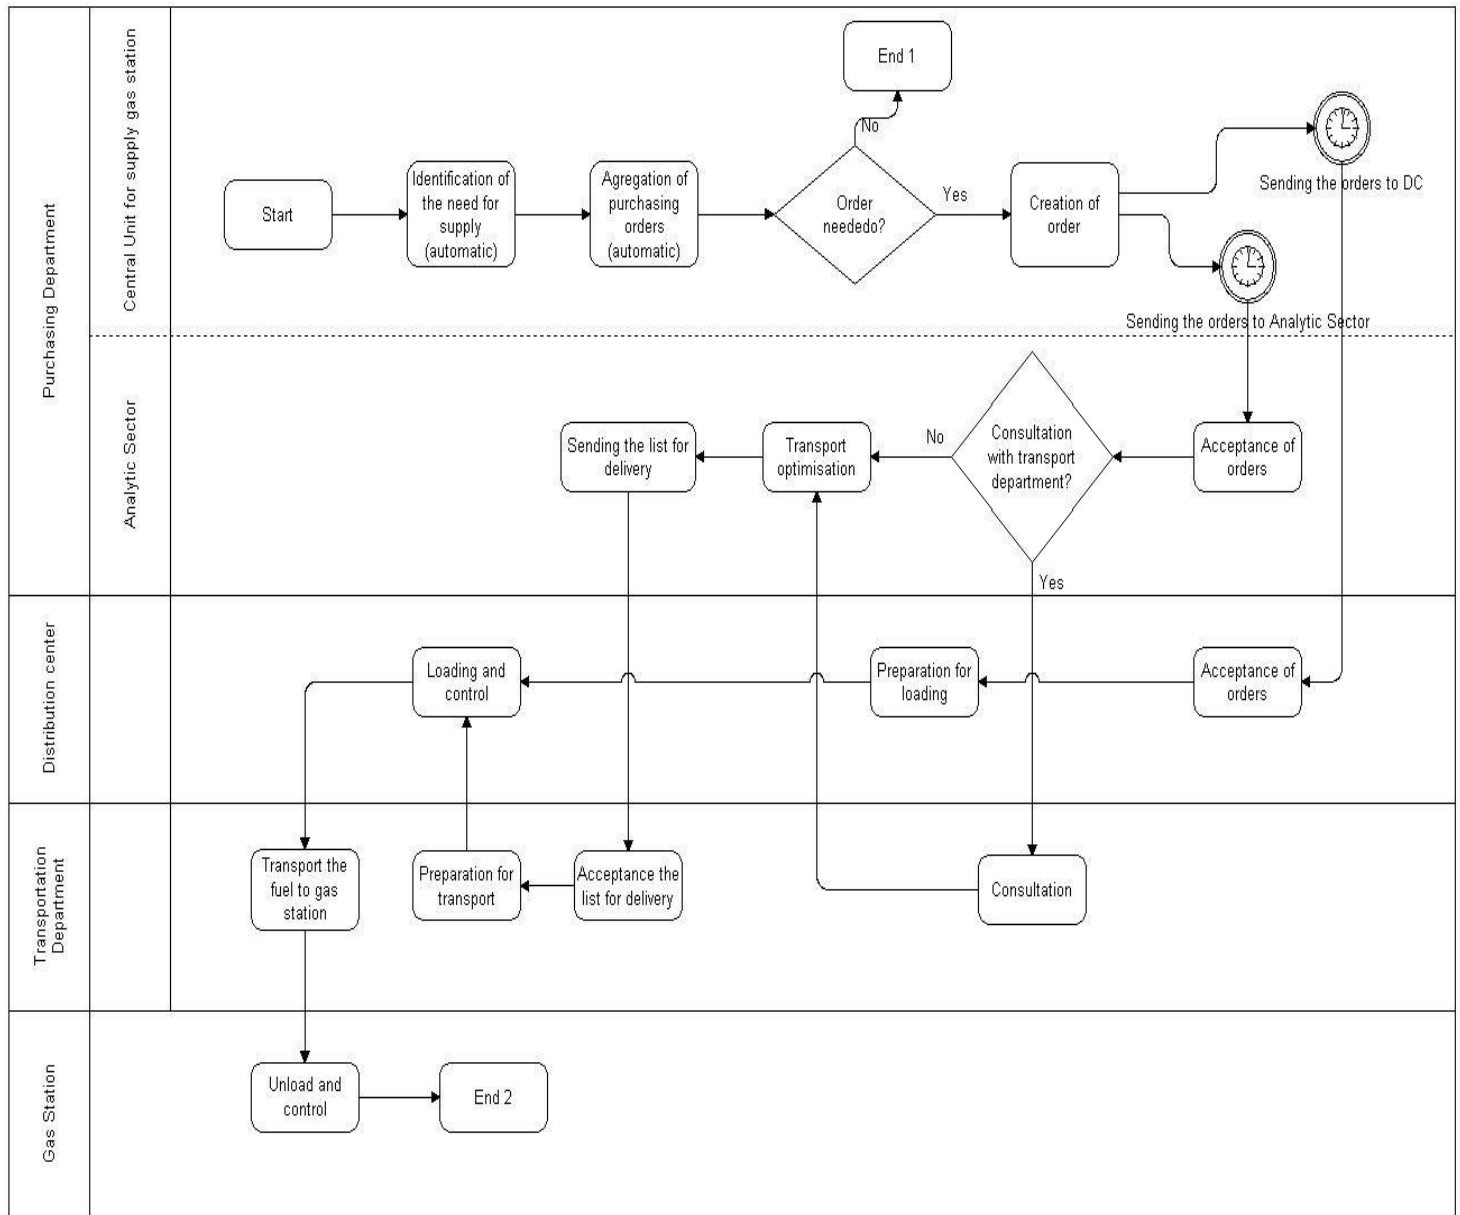 Purchasing Department
Central Unit for supply gas station
End 1
No
Start
Identification of
the need for
supply
(automatic)
Agregation of
purchasing
orders
(automatic)
Order
neededo?
Yes
Creation of
order
Sending the orders to DC
Sending the orders to Analytic Sector
Analytic Sector
Sending the list for
delivery
Transport
optimisation
No
Consultation
with transport
department?
Acceptance of
orders
Yes
Distribution center
Loading and
control
Preparation for
loading
Acceptance of
orders
Transportation
Department
Transport the
fuel to gas
station
Preparation for
transport
Acceptance the
list for delivery
Consultation
Gas Station
Unload and
control
End 2